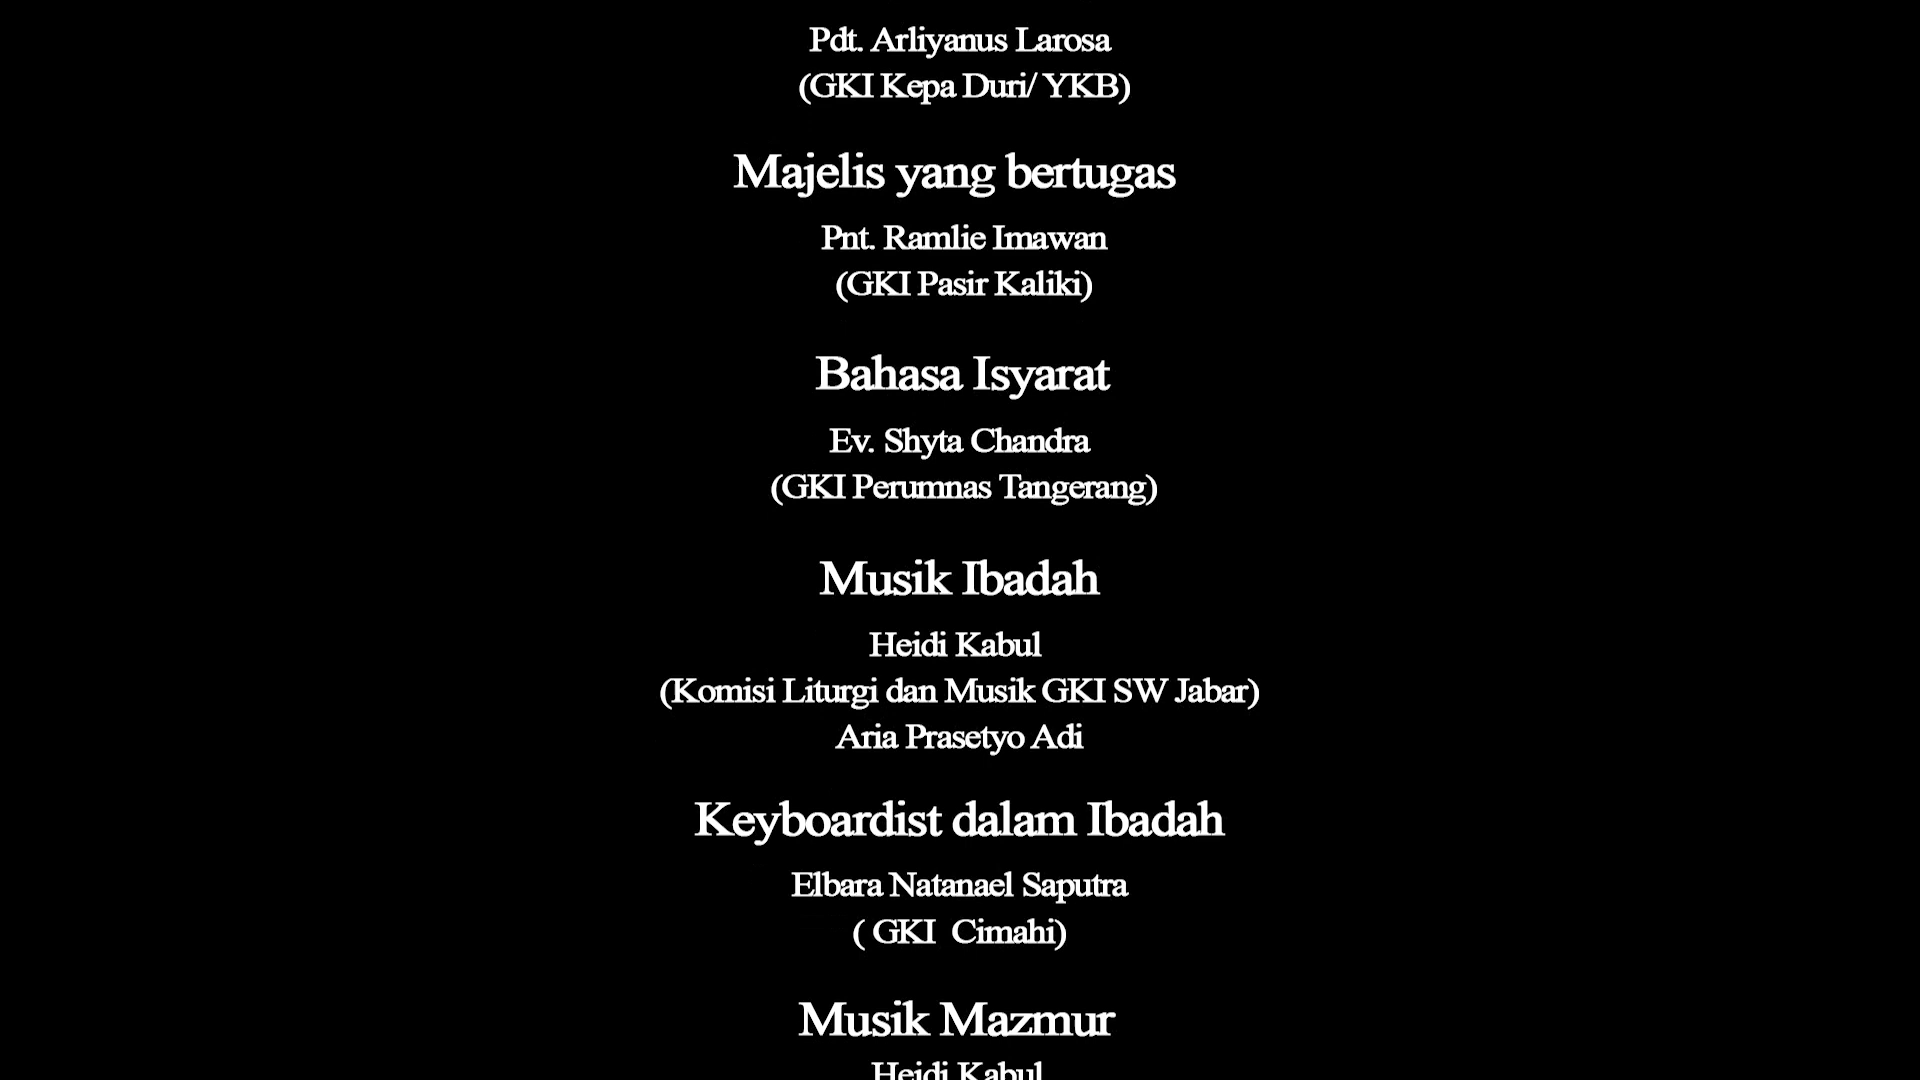 Pdt. Arliyanus Larosa
(GKI Kepa Duri/ YKB)
Majelis yang bertugas
Pnt. Ramlie Imawan
(GKI Pasir Kaliki)
Bahasa Isyarat
Ev. Shyta Chandra
(GKI Perumnas Tangerang)
Musik Ibadah
Heidi Kabul
(Komisi Liturgi dan Musik GKI SW Jabar)
Aria Prasetyo Adi
Keyboardist dalam Ibadah
Elbara Natanael Saputra
( GKI  Cimahi)
Musik Mazmur
Heidi Kabul